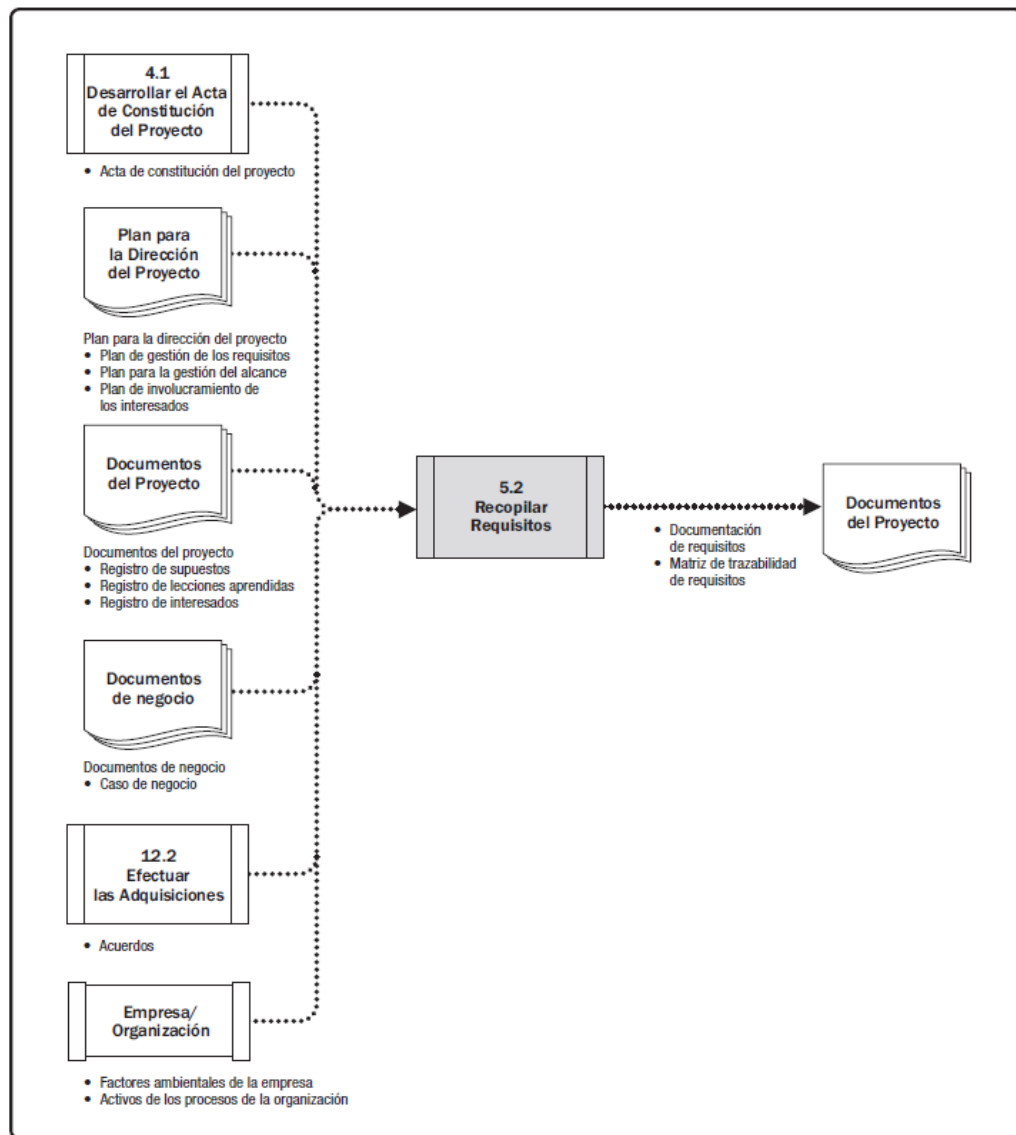 4.1
Desarrollar el Acta
de Constitución
del Proyecto
• Acta de constitución del proyecto
Plan para
la Dirección
del Proyecto
Plan para la dirección del proyecto
• Plan de gestión de los requisitos
• Plan para la gestión del alcance
• Plan de involucramiento de
los interesados
Documentos
del Proyecto
Documentos del proyecto
• Registro de supuestos
• Registro de lecciones aprendidas
• Registro de interesados
Documentos
de negocio
Documentos de negocio
• Caso de negocio
12.2
Efectuar
las Adquisiciones
• Acuerdos
Empresa/
Organización
• Factores ambientales de la empresa
• Activos de los procesos de la organización
5.2
Recopilar
Requisitos
• Documentación
de requisitos
• Matriz de trazabilidad
de requisitos
Documentos
del Proyecto